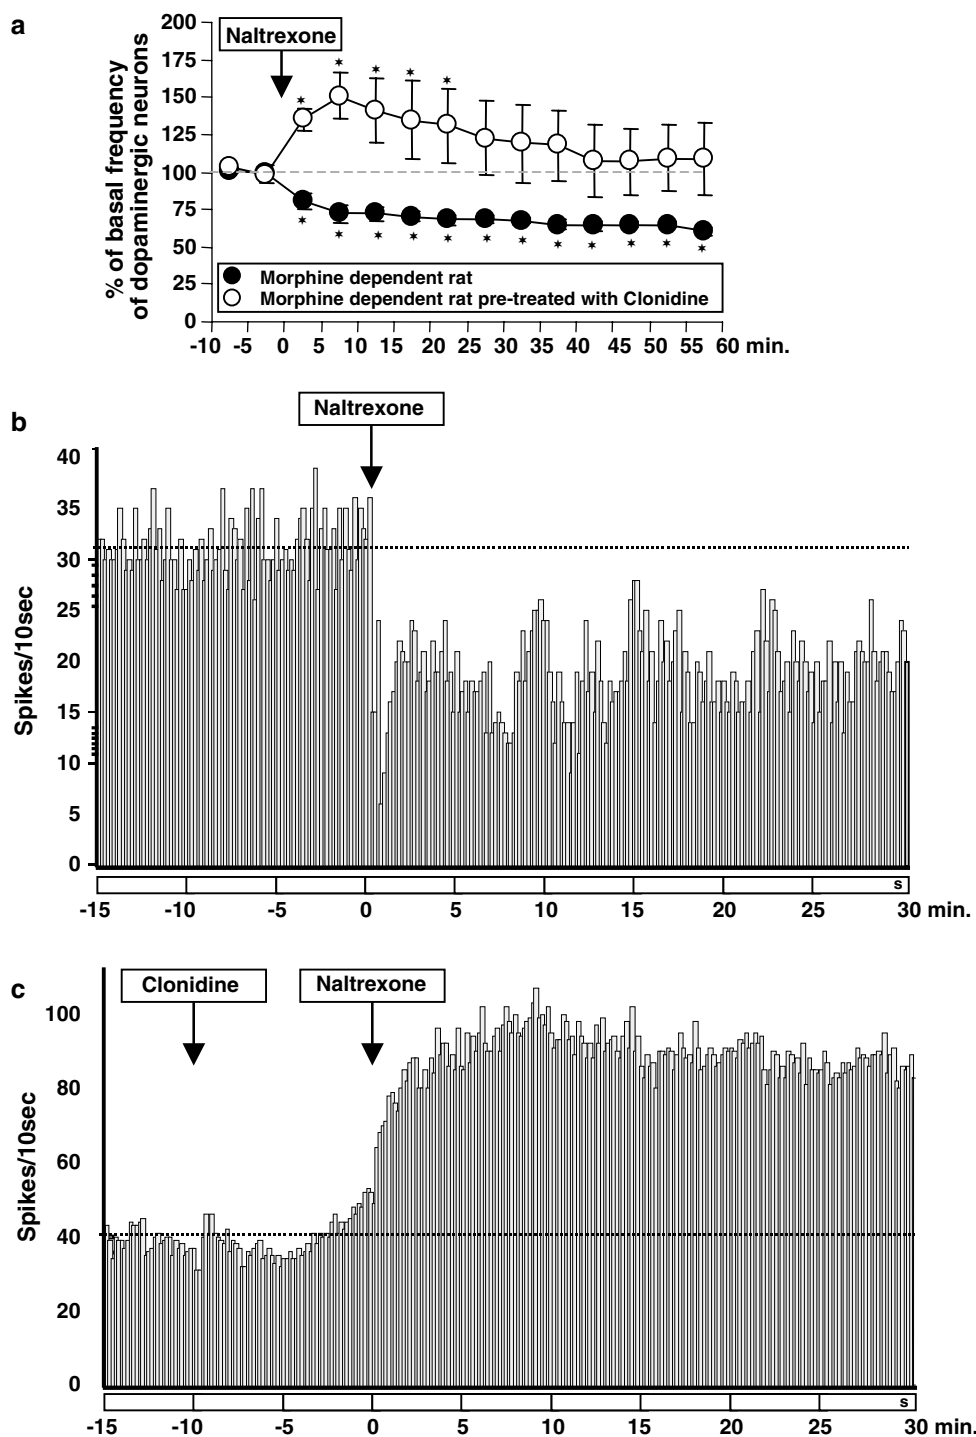 a
200
Naltrexone
175
150
125
100
75
50
25
0
% of basal frequency
of dopaminergic neurons
Morphine dependent rat
Morphine dependent rat pre-treated with Clonidine
-10 -5 0 5 10 15 20 25 30 35 40 45 50 55 60 min.
b
Naltrexone
40
35
30
25
20
15
10
5
0
Spikes/10sec
s
-15 -10 -5 0 5 10 15 20 25 30 min.
c
Clonidine
Naltrexone
100
80
60
40
20
0
Spikes/10sec
s
-15 -10 -5 0 5 10 15 20 25 30 min.